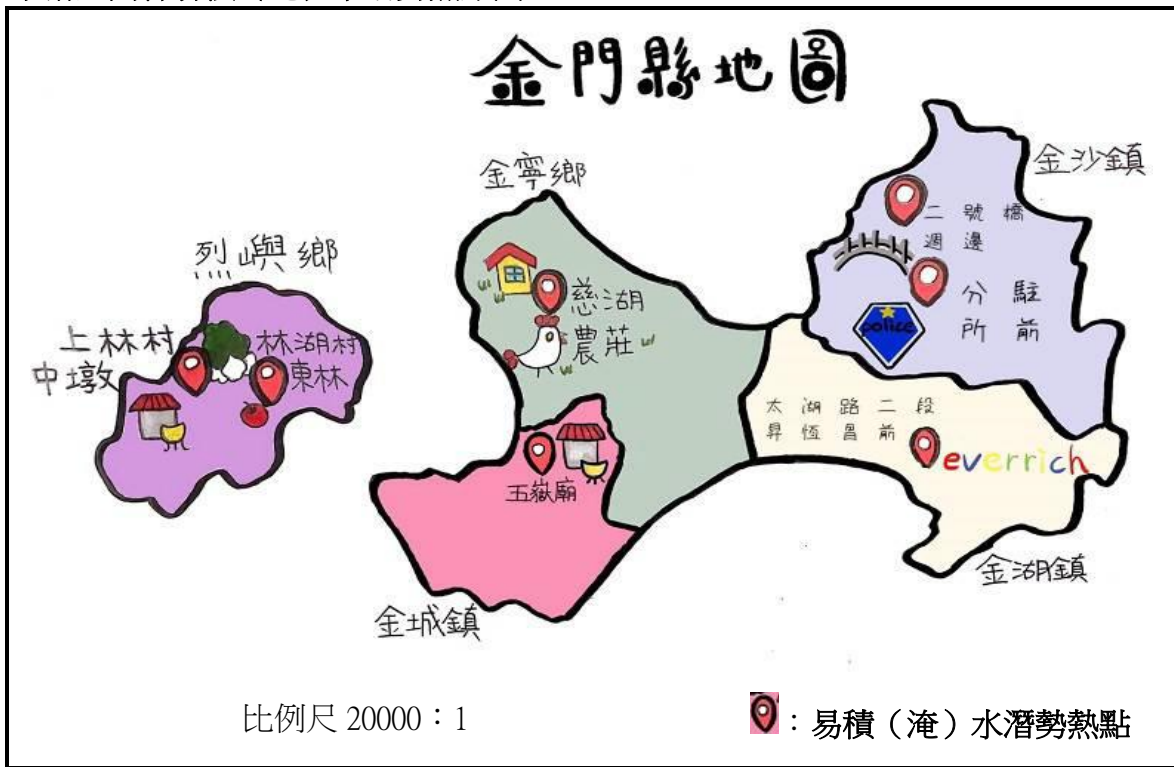 金門縣地圖
金沙鎮
金寧鄉
二號橋
週邊
烈嶼鄉
分駐
所前
police
慈湖
農莊
上林村
中墩
林湖村
東林
太湖路二段
昇恆昌前
everrich
五嶽廟
金湖鎮
金城鎮
比例尺 20000：1
：易積（淹）水潛勢熱點